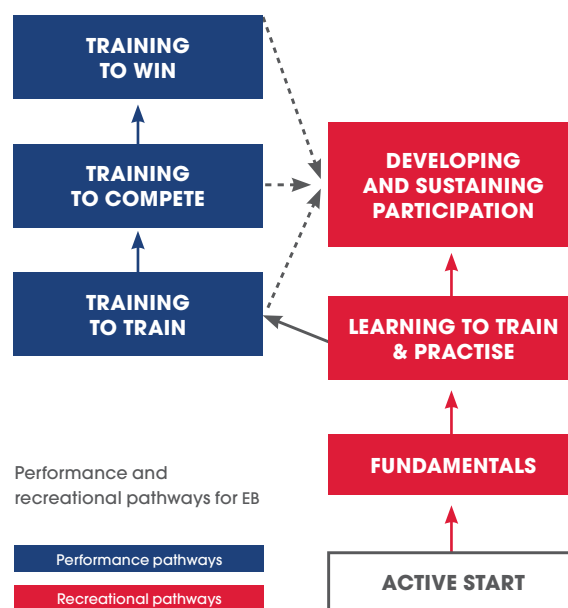 TRAINING
TO WIN
TRAINING
TO COMPETE
TRAINING
TO TRAIN
DEVELOPING
AND SUSTAINING
PARTICIPATION
LEARNING TO TRAIN
& PRACTISE
FUNDAMENTALS
ACTIVE START
Performance and
recreational pathways for EB
Performance pathways
Recreational pathways